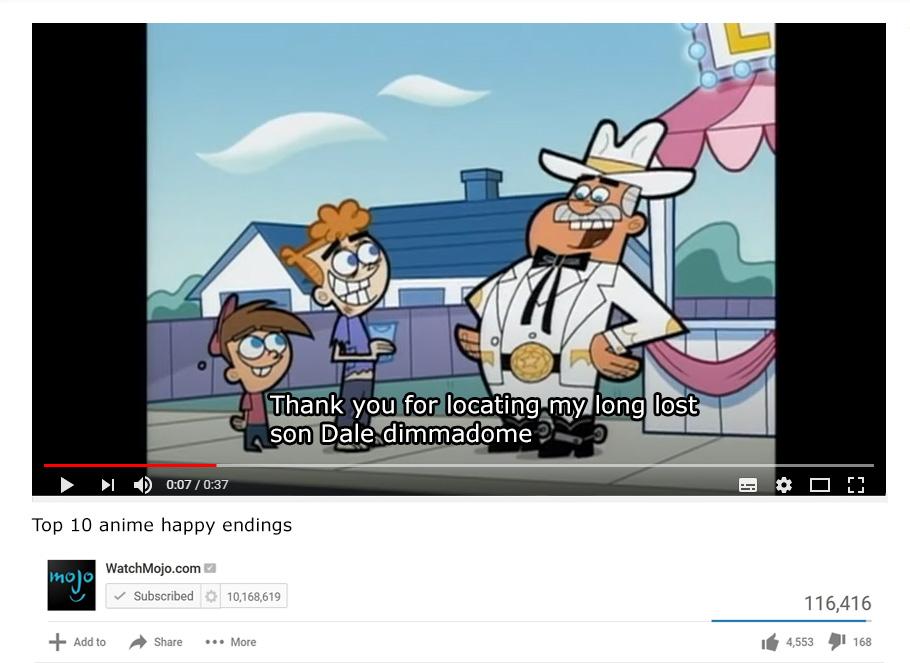 L
Thank you for locating my long lost
son Dale dimmadome
0:07 / 0:37
Top 10 anime happy endings
mojo
WatchMojo.com
Subscribed 10,168,619
116,416
Add to Share More 4,553 168